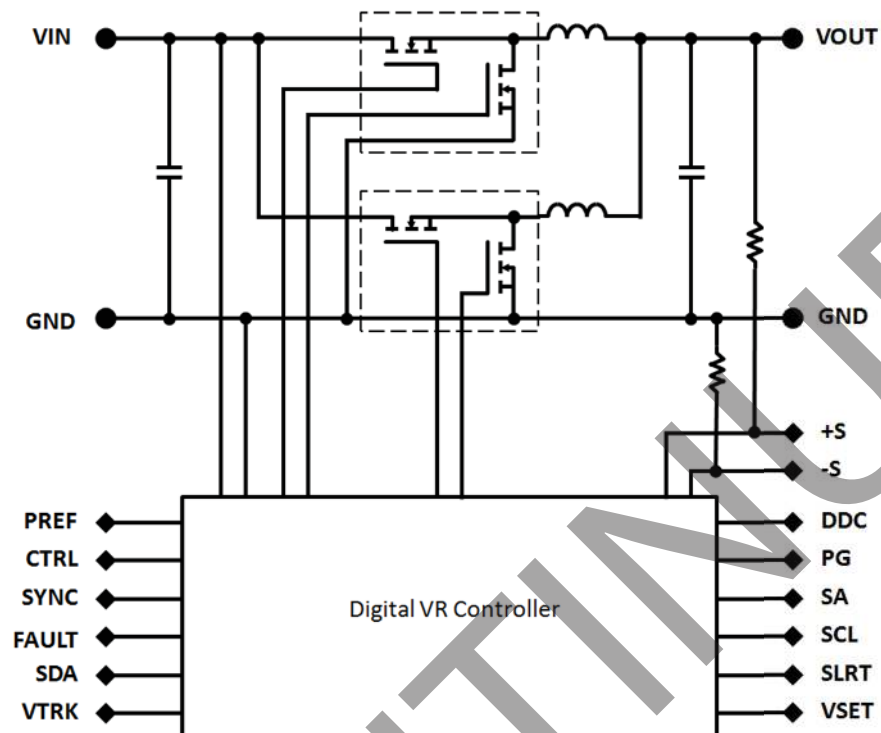 VIN
VOUT
GND
GND
+S
-S
PREF
DDC
CTRL
PG
SYNC
SA
Digital VR Controller
FAULT
SCL
SDA
SLRT
VTRK
VSET